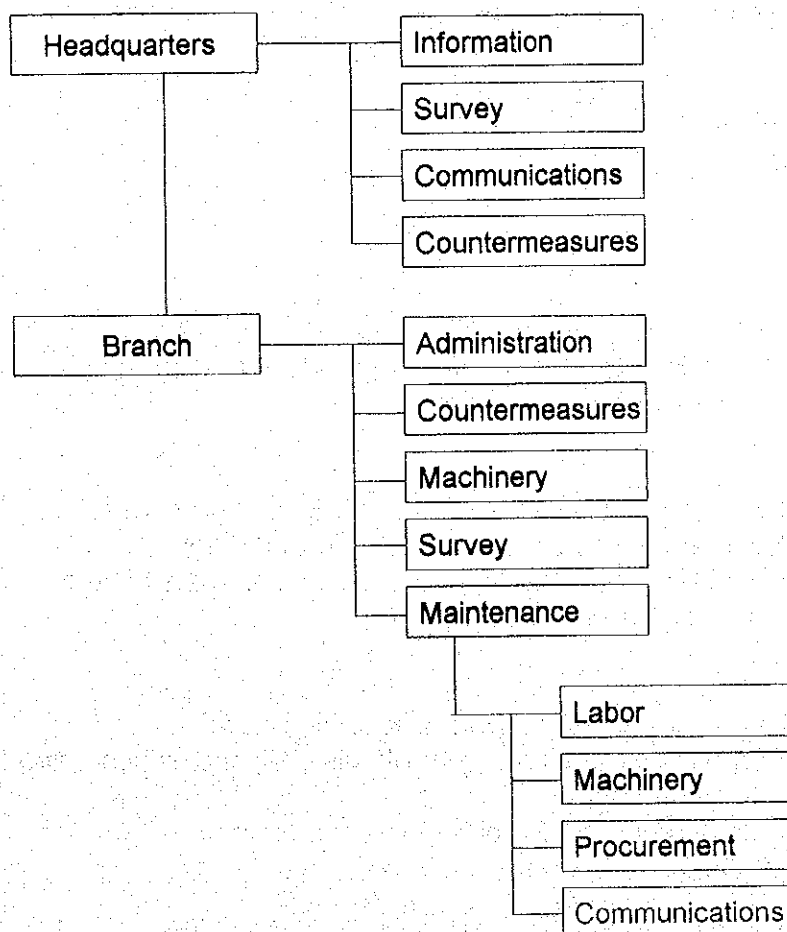 Headquarters
Information
Survey
Communications
Countermeasures
Branch
Administration
Countermeasures
Machinery
Survey
Maintenance
Labor
Machinery
Procurement
Communications